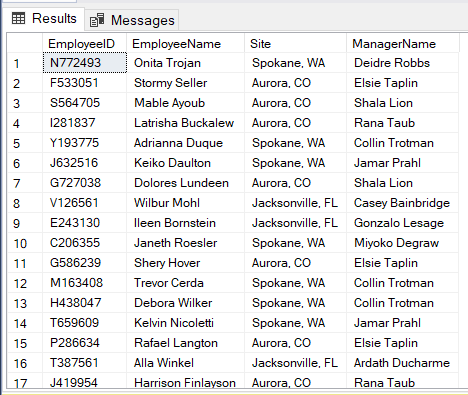 Results Messages
EmployeeID EmployeeName Site ManagerName
1 N772493 Onita Trojan Spokane, WA Deidre Robbs
2 F533051 Stormy Seller Aurora, CO Elsie Taplin
3 S564705 Mable Ayoub Aurora, CO Shala Lion
4 I281837 Latrisha Buckalew Aurora, CO Rana Taub
5 Y193775 Adrianna Duque Spokane, WA Collin Trotman
6 J632516 Keiko Daulton Spokane, WA Jamar Prahl
7 G727038 Dolores Lundeen Aurora, CO Shala Lion
8 V126561 Wilbur Mohl Jacksonville, FL Casey Bainbridge
9 E243130 Ileen Bornstein Jacksonville, FL Gonzalo Lesage
10 C206355 Janeth Roesler Spokane, WA Miyoko Degraw
11 G586239 Shery Hover Aurora, CO Elsie Taplin
12 M163408 Trevor Cerda Spokane, WA Collin Trotman
13 H438047 Debora Wilker Spokane, WA Collin Trotman
14 T659609 Kelvin Nicoletti Spokane, WA Jamar Prahl
15 P286634 Rafael Langton Aurora, CO Elsie Taplin
16 T387561 Alla Winkel Jacksonville, FL Ardath Ducharme
17 J419954 Harrison Finlayson Aurora, CO Rana Taub